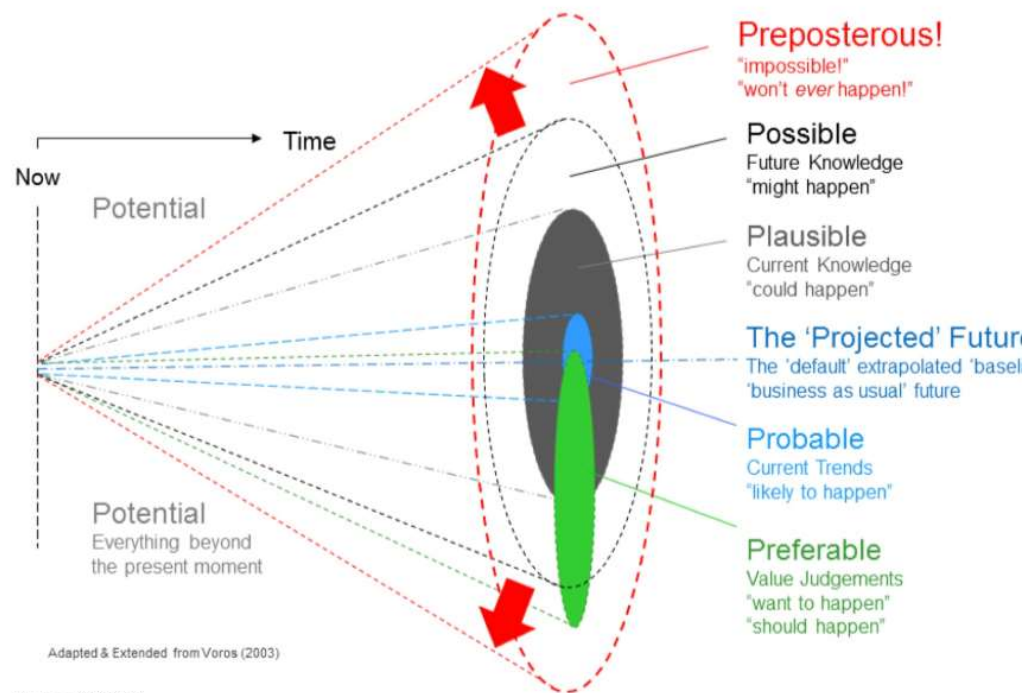 Preposterous!
"impossible!"
"won't ever happen!"
Time
Possible
Future Knowledge
"might happen"
Now
Potential
Plausible
Current Knowledge
"could happen"
The 'Projected' Future
The 'default' extrapolated 'basel
'business as usual' future
Probable
Current Trends
"likely to happen"
Potential
Everything beyond
the present moment
Preferable
Value Judgements
"want to happen"
"should happen"
Adapted & Extended from Voros (2003)